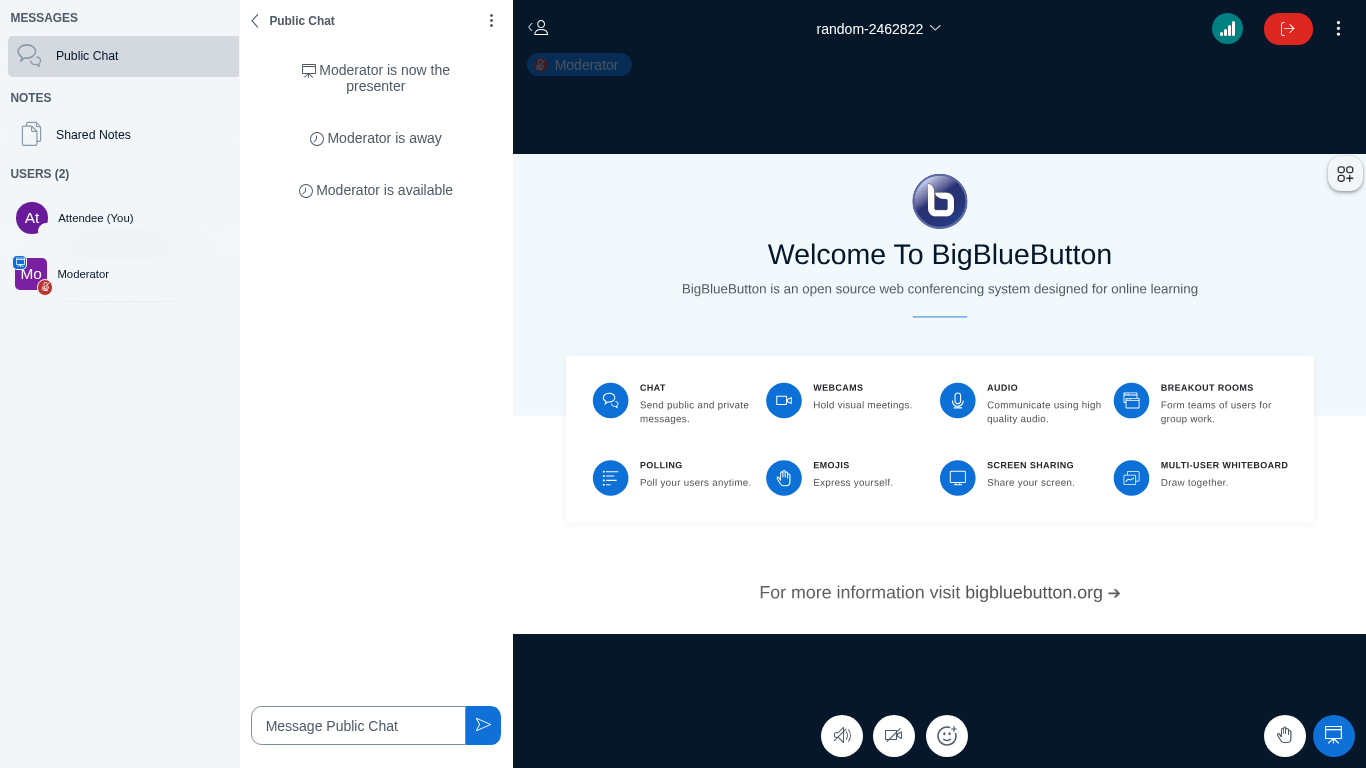 MESSAGES
Public Chat
NOTES
Shared Notes
USERS (2)
At
Attendee (You)
Mo
Moderator
Public Chat
Moderator is now the
presenter
Moderator is away
Moderator is available
Message Public Chat
random-2462822
Moderator
Welcome To BigBlueButton
BigBlueButton is an open source web conferencing system designed for online learning
CHAT
Send public and private
messages.
WEBCAMS
Hold visual meetings.
AUDIO
Communicate using high
quality audio.
BREAKOUT ROOMS
Form teams of users for
group work.
POLLING
Poll your users anytime.
EMOJIS
Express yourself.
SCREEN SHARING
Share your screen.
MULTI-USER WHITEBOARD
Draw together.
For more information visit bigbluebutton.org →